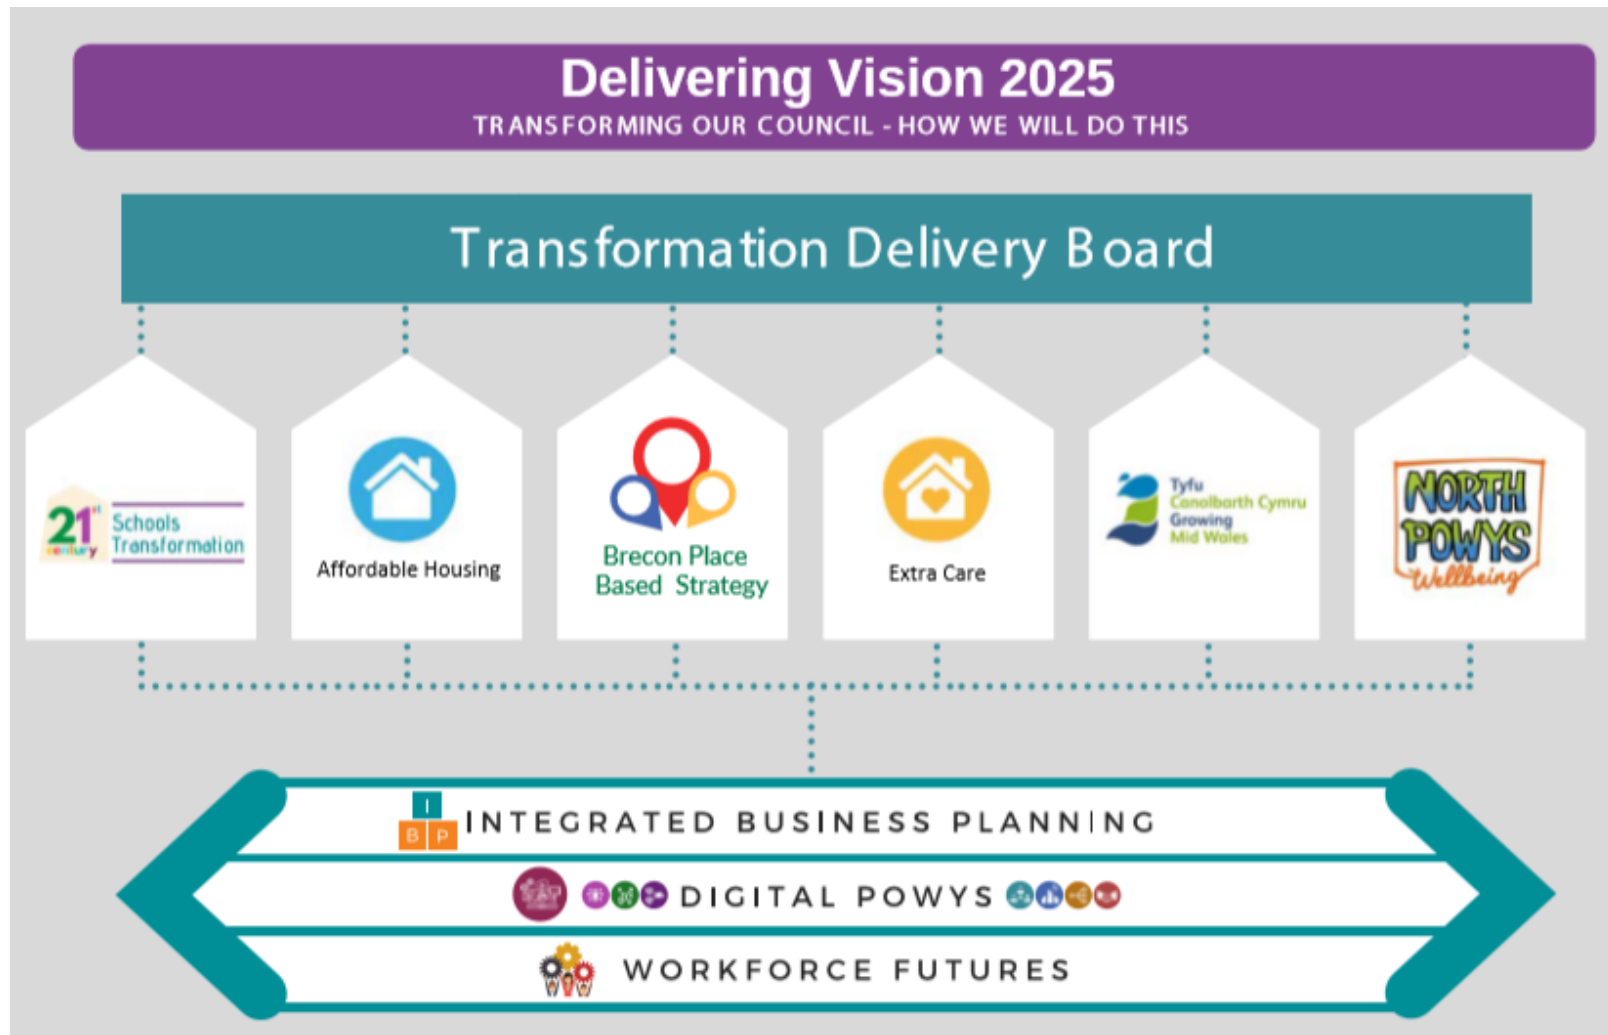 Delivering Vision 2025
TRANSFORMING OUR COUNCIL - HOW WE WILL DO THIS
Transformation Delivery Board
21st
century
Schools
Transformation
Affordable Housing
Brecon Place
Based Strategy
Extra Care
Tyfu
Canolbarth Cymru
Growing
Mid Wales
NORTH
POWYS
Wellbeing
I
B P
INTEGRATED BUSINESS PLANNING
DIGITAL POWYS
WORKFORCE FUTURES